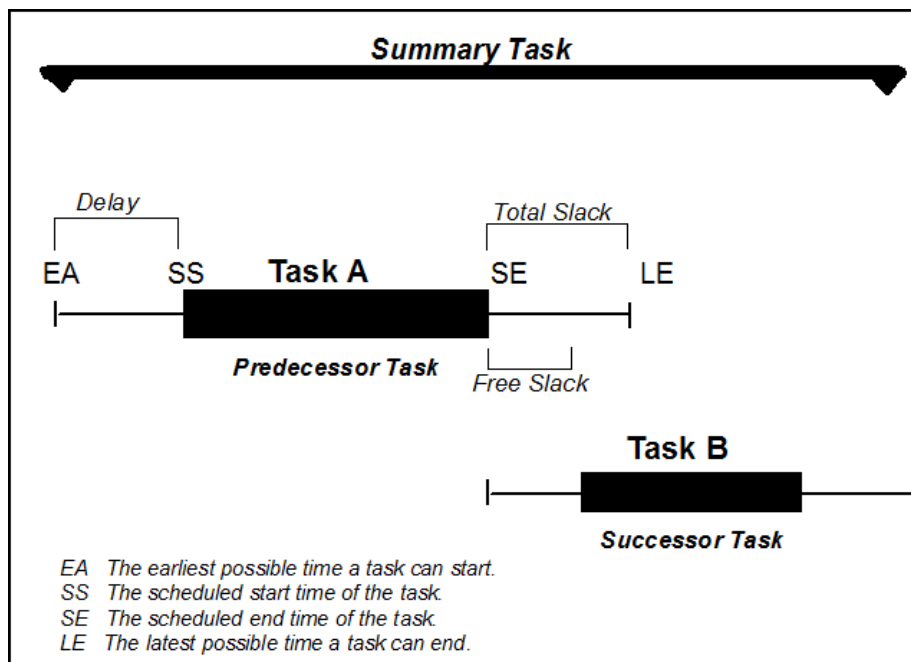 Summary Task
Delay
Total Slack
EA SS Task A SE LE
Predecessor Task
Free Slack
Task B
Successor Task
EA The earliest possible time a task can start.
SS The scheduled start time of the task.
SE The scheduled end time of the task.
LE The latest possible time a task can end.